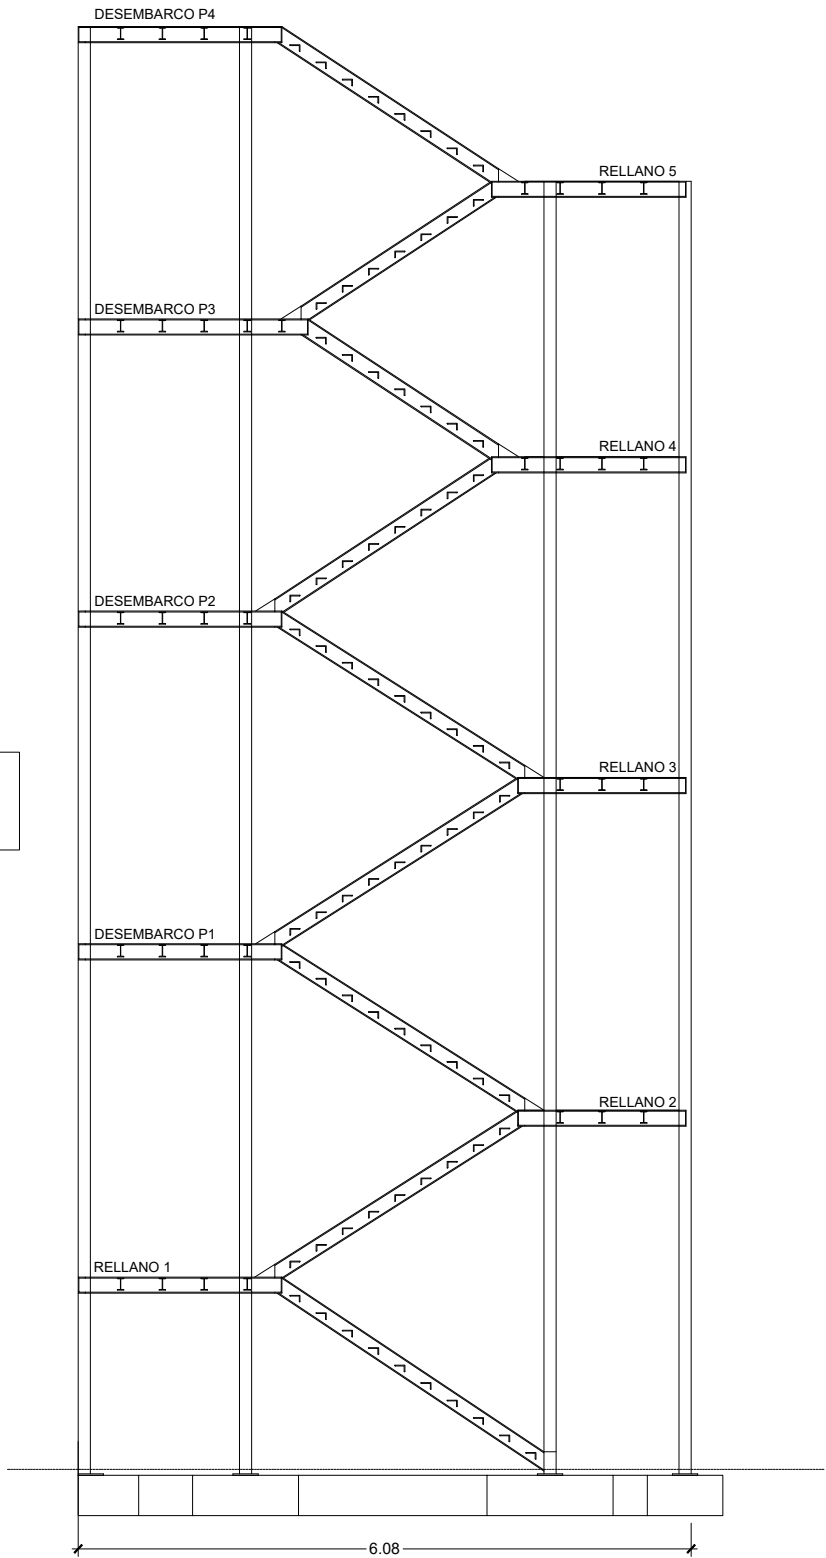 DESEMBARCO P4
RELLANO 5
DESEMBARCO P3
RELLANO 4
DESEMBARCO P2
RELLANO 3
DESEMBARCO P1
RELLANO 2
RELLANO 1
6.08